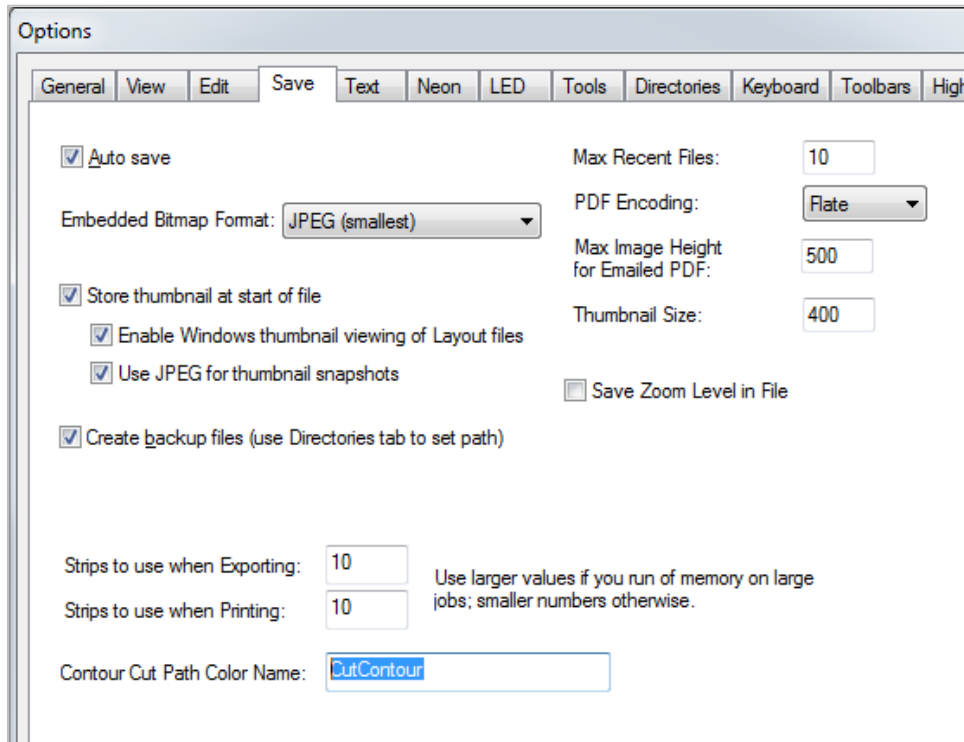 Options
General View Edit Save Text Neon LED Tools Directories Keyboard Toolbars High
Auto save
Embedded Bitmap Format: JPEG (smallest)
Store thumbnail at start of file
Enable Windows thumbnail viewing of Layout files
Use JPEG for thumbnail snapshots
Create backup files (use Directories tab to set path)
Max Recent Files: 10
PDF Encoding: Flate
Max Image Height
for Emailed PDF: 500
Thumbnail Size: 400
Save Zoom Level in File
Strips to use when Exporting: 10
Strips to use when Printing: 10
Use larger values if you run of memory on large
jobs; smaller numbers otherwise.
Contour Cut Path Color Name: CutContour